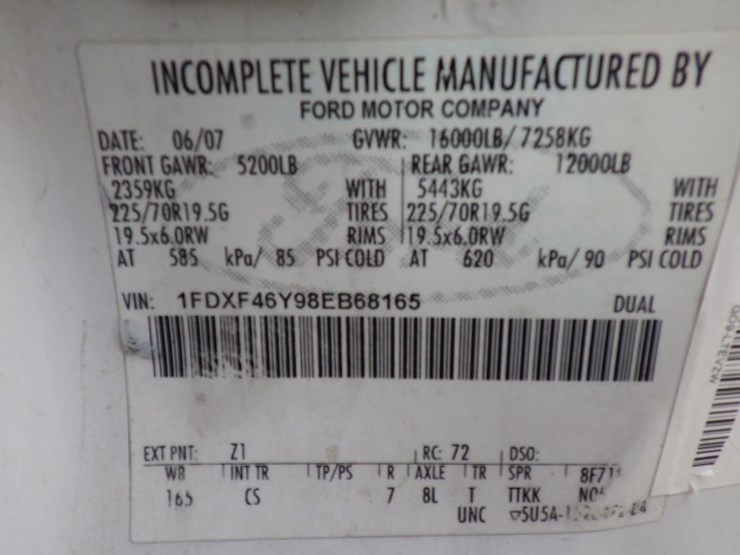 INCOMPLETE VEHICLE MANUFACTURED BY
FORD MOTOR COMPANY
DATE: 06/07 GVWR: 16000LB/ 7258KG
FRONT GAWR: 5200LB REAR GAWR: 12000LB
2359KG WITH 5443KG WITH
225/70R19.5G TIRES 225/70R19.5G TIRES
19.5x6.0RW RIMS 19.5x6.0RW RIMS
AT 585 kPa/ 85 PSI COLD AT 620 kPa/ 90 PSI COLD
VIN: 1FDXF46Y98EB68165 DUAL
EXT PNT: Z1 RC: 72 DSO:
WB INT TR TP/PS R AXLE TR SPR
165 CS 7 8L T TTKK
UNC